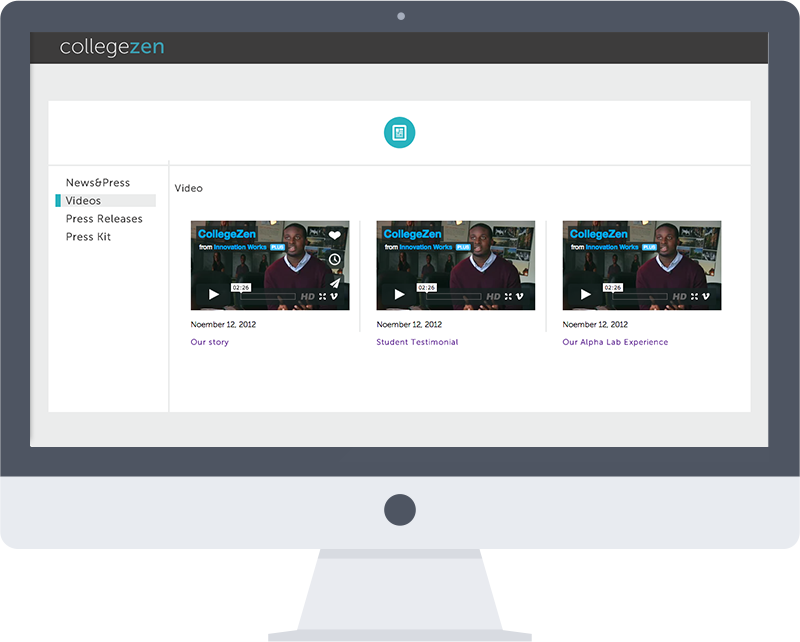 collegezen
News&Press
Videos
Press Releases
Press Kit
Video
CollegeZen
from Innovation Works PLUS
02:26
HD
Noember 12, 2012
Our story
CollegeZen
from Innovation Works PLUS
02:26
HD
Noember 12, 2012
Student Testimonial
CollegeZen
from Innovation Works PLUS
02:26
HD
Noember 12, 2012
Our Alpha Lab Experience